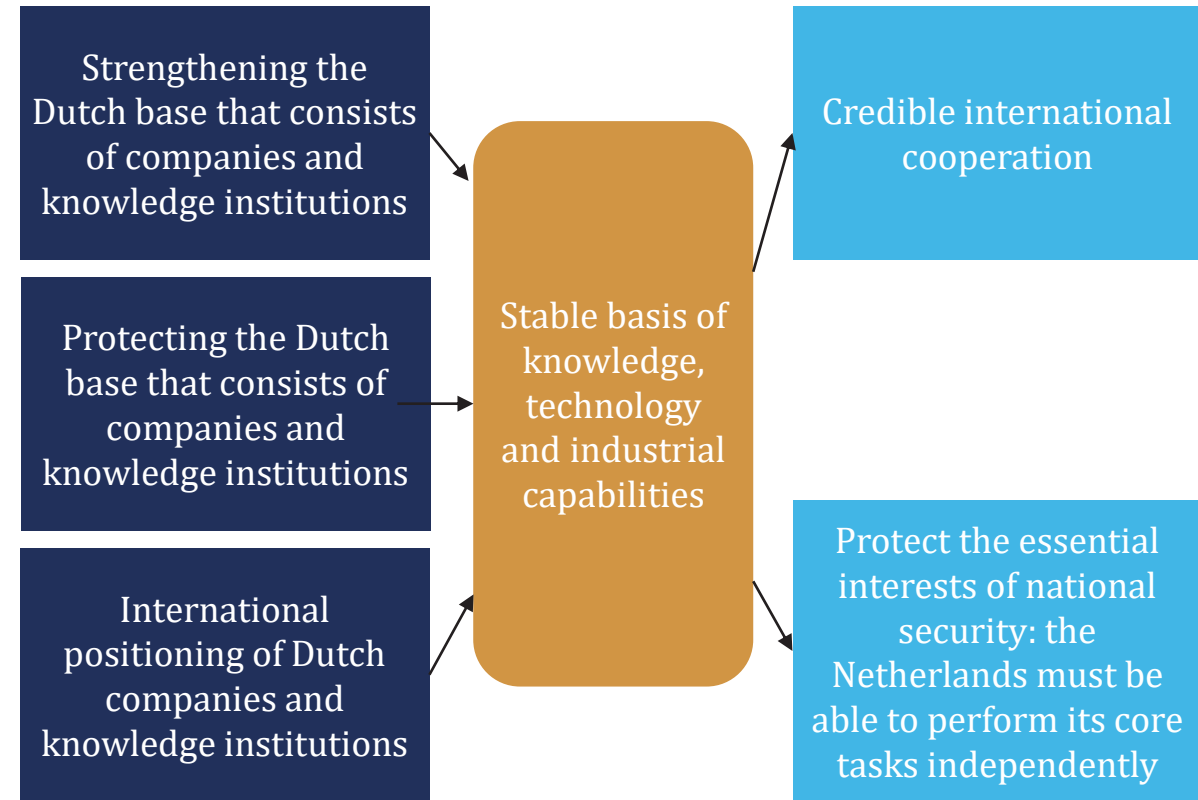 Strengthening the
Dutch base that consists
of companies and
knowledge institutions
Protecting the Dutch
base that consists of
companies and
knowledge institutions
International
positioning of Dutch
companies and
knowledge institutions
Stable basis of
knowledge,
technology
and industrial
capabilities
Credible international
cooperation
Protect the essential
interests of national
security: the
Netherlands must be
able to perform its core
tasks independently